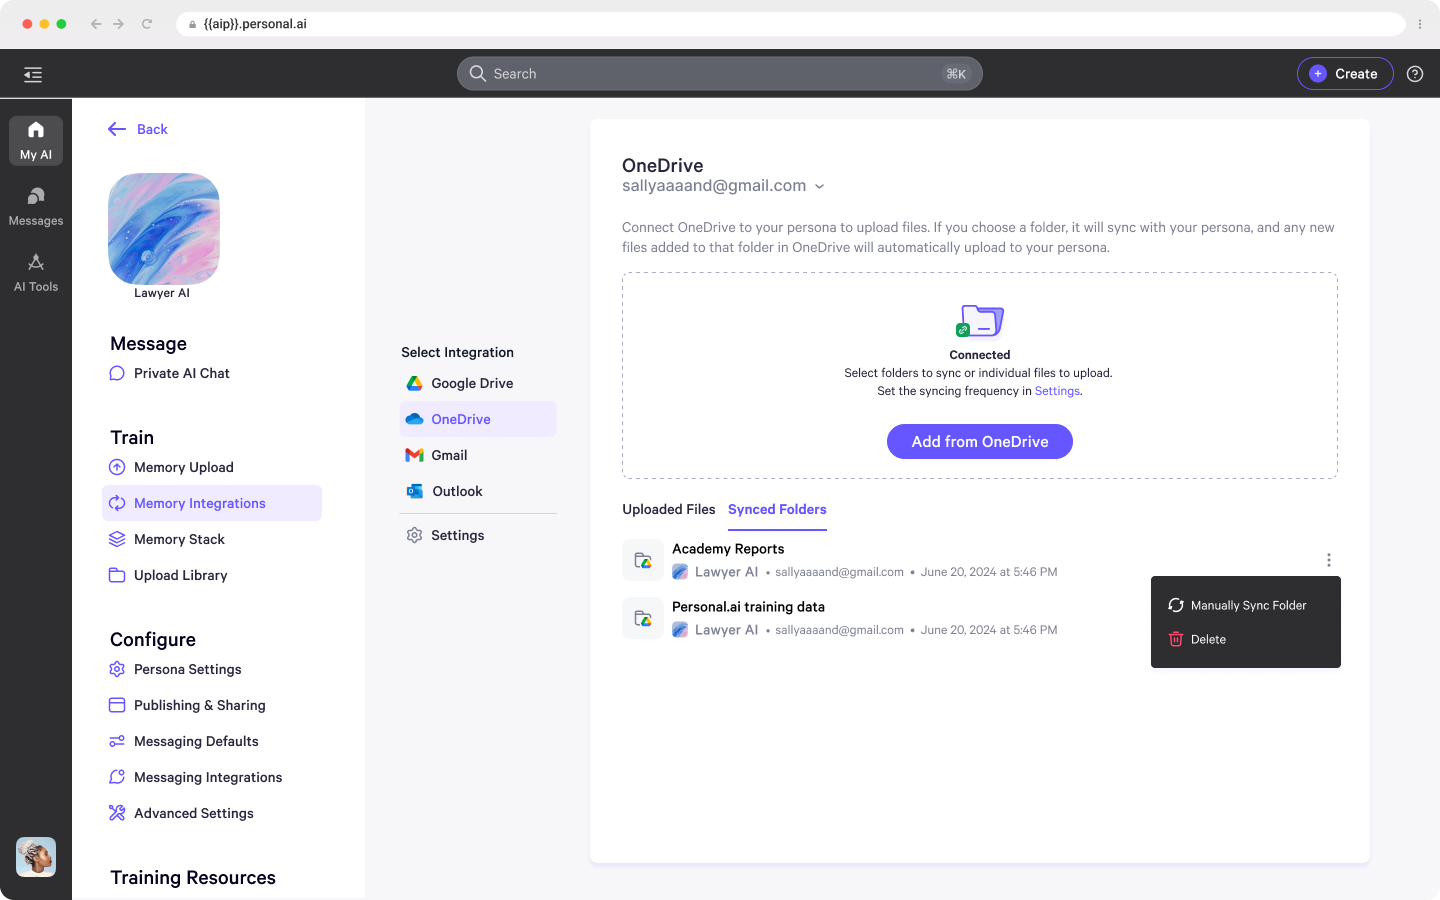 {{aip}}.personal.ai
Search
⌘K
+ Create
My AI
Messages
AI Tools
Back
Lawyer AI
Message
Private AI Chat
Train
Memory Upload
Memory Integrations
Memory Stack
Upload Library
Configure
Persona Settings
Publishing & Sharing
Messaging Defaults
Messaging Integrations
Advanced Settings
Training Resources
Select Integration
Google Drive
OneDrive
Gmail
Outlook
Settings
OneDrive
sallyaaaand@gmail.com
Connect OneDrive to your persona to upload files. If you choose a folder, it will sync with your persona, and any new
files added to that folder in OneDrive will automatically upload to your persona.
Connected
Select folders to sync or individual files to upload.
Set the syncing frequency in Settings.
Add from OneDrive
Uploaded Files Synced Folders
Academy Reports
Lawyer AI • sallyaaaand@gmail.com • June 20, 2024 at 5:46 PM
Personal.ai training data
Lawyer AI • sallyaaaand@gmail.com • June 20, 2024 at 5:46 PM
Manually Sync Folder
Delete